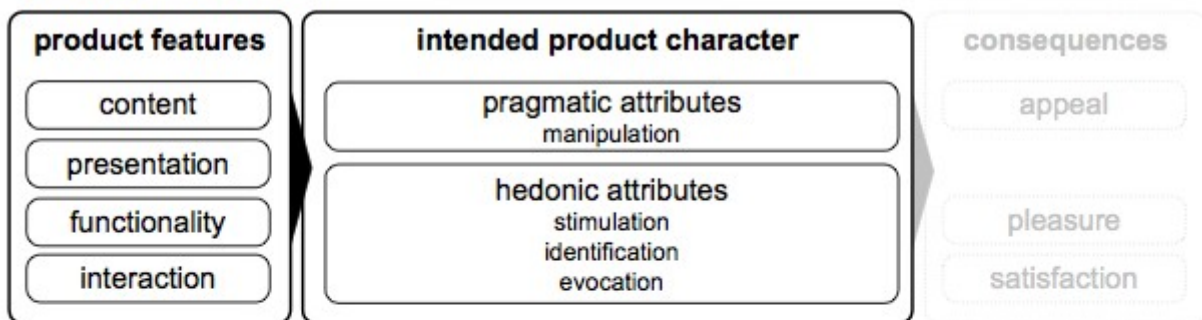 product features
content
presentation
functionality
interaction
intended product character
pragmatic attributes
manipulation
hedonic attributes
stimulation
identification
evocation
consequences
appeal
pleasure
satisfaction